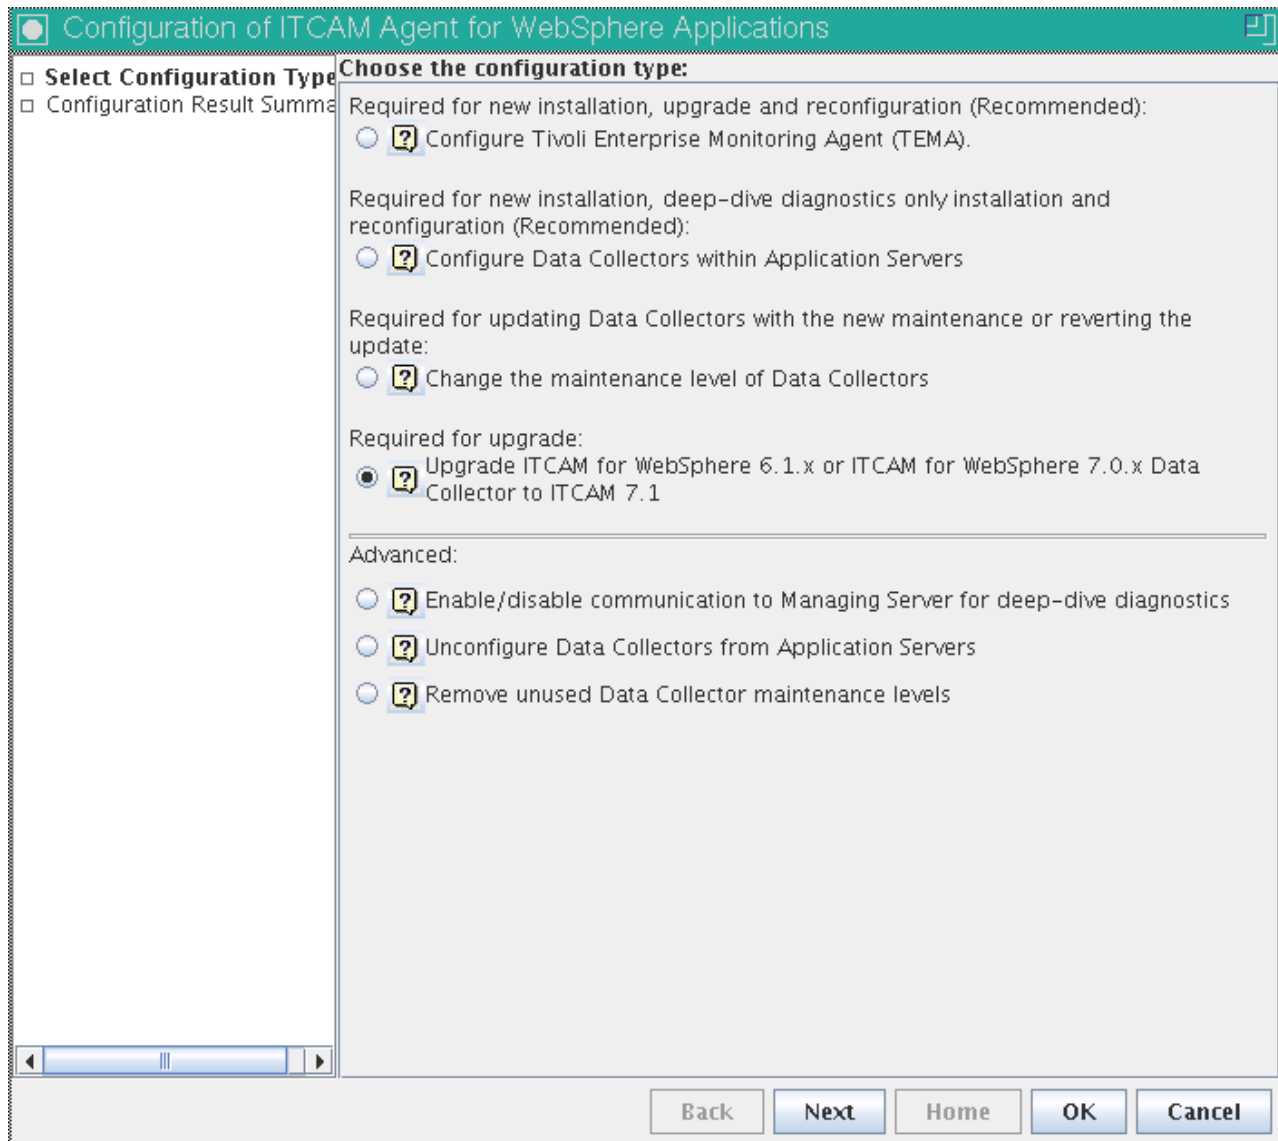 Configuration of ITCAM Agent for WebSphere Applications
Select Configuration Type
Configuration Result Summa
Choose the configuration type:
Required for new installation, upgrade and reconfiguration (Recommended):
Configure Tivoli Enterprise Monitoring Agent (TEMA).
Required for new installation, deep-dive diagnostics only installation and
reconfiguration (Recommended):
Configure Data Collectors within Application Servers
Required for updating Data Collectors with the new maintenance or reverting the
update:
Change the maintenance level of Data Collectors
Required for upgrade:
Upgrade ITCAM for WebSphere 6.1.x or ITCAM for WebSphere 7.0.x Data
Collector to ITCAM 7.1
Advanced:
Enable/disable communication to Managing Server for deep-dive diagnostics
Unconfigure Data Collectors from Application Servers
Remove unused Data Collector maintenance levels
Back Next Home OK Cancel